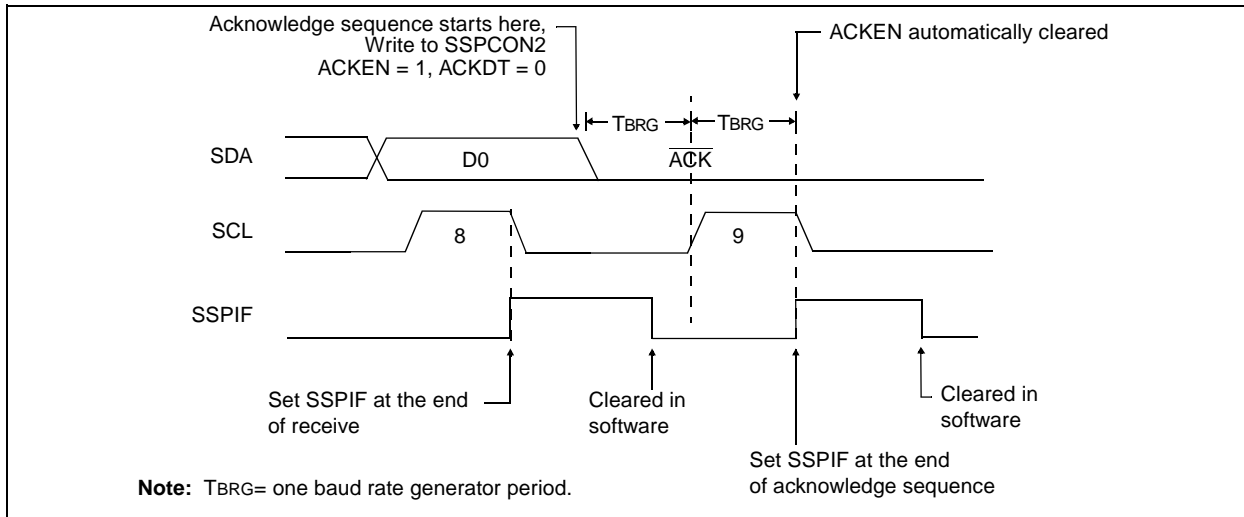 Acknowledge sequence starts here,
Write to SSPCON2
ACKEN = 1, ACKDT = 0
ACKEN automatically cleared
TBRG
TBRG
SDA
D0
ACK
SCL
8
9
SSPIF
Set SSPIF at the end
of receive
Cleared in
software
Set SSPIF at the end
of acknowledge sequence
Cleared in
software
Note: TBRG= one baud rate generator period.